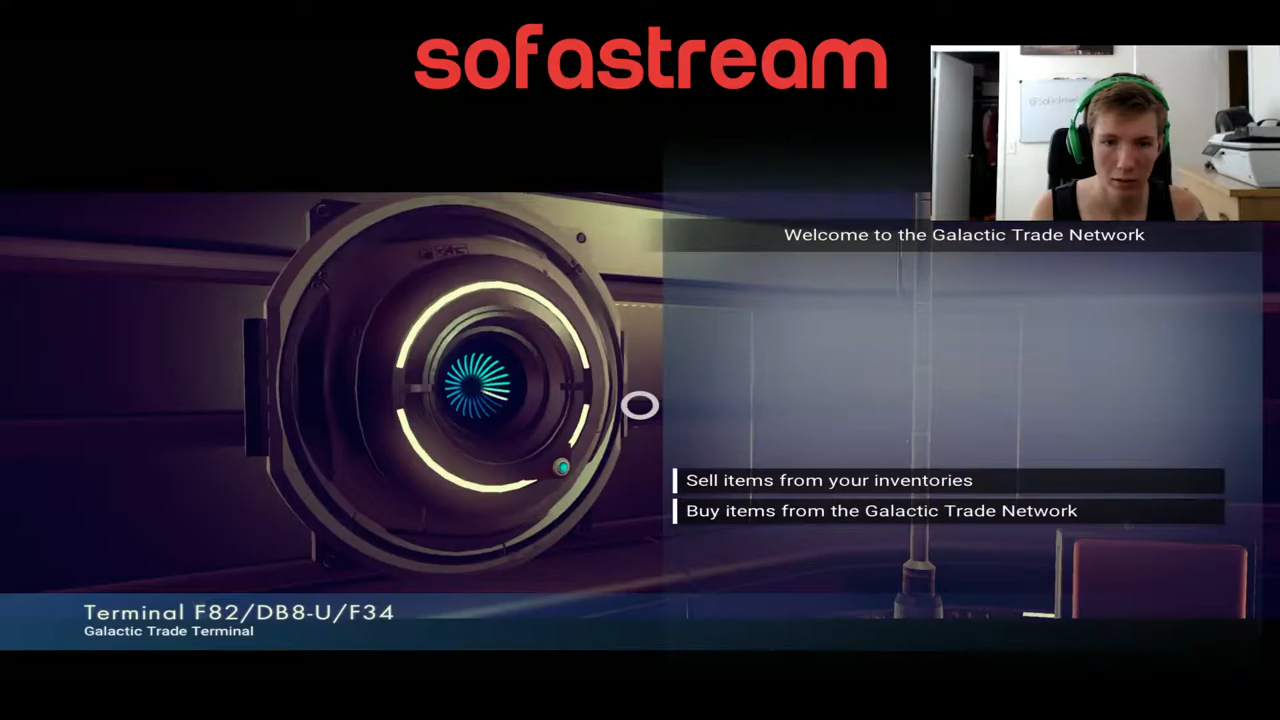 sofastream
@sofastream
Welcome to the Galactic Trade Network
Sell items from your inventories
Buy items from the Galactic Trade Network
Terminal F82/DB8-U/F34
Galactic Trade Terminal